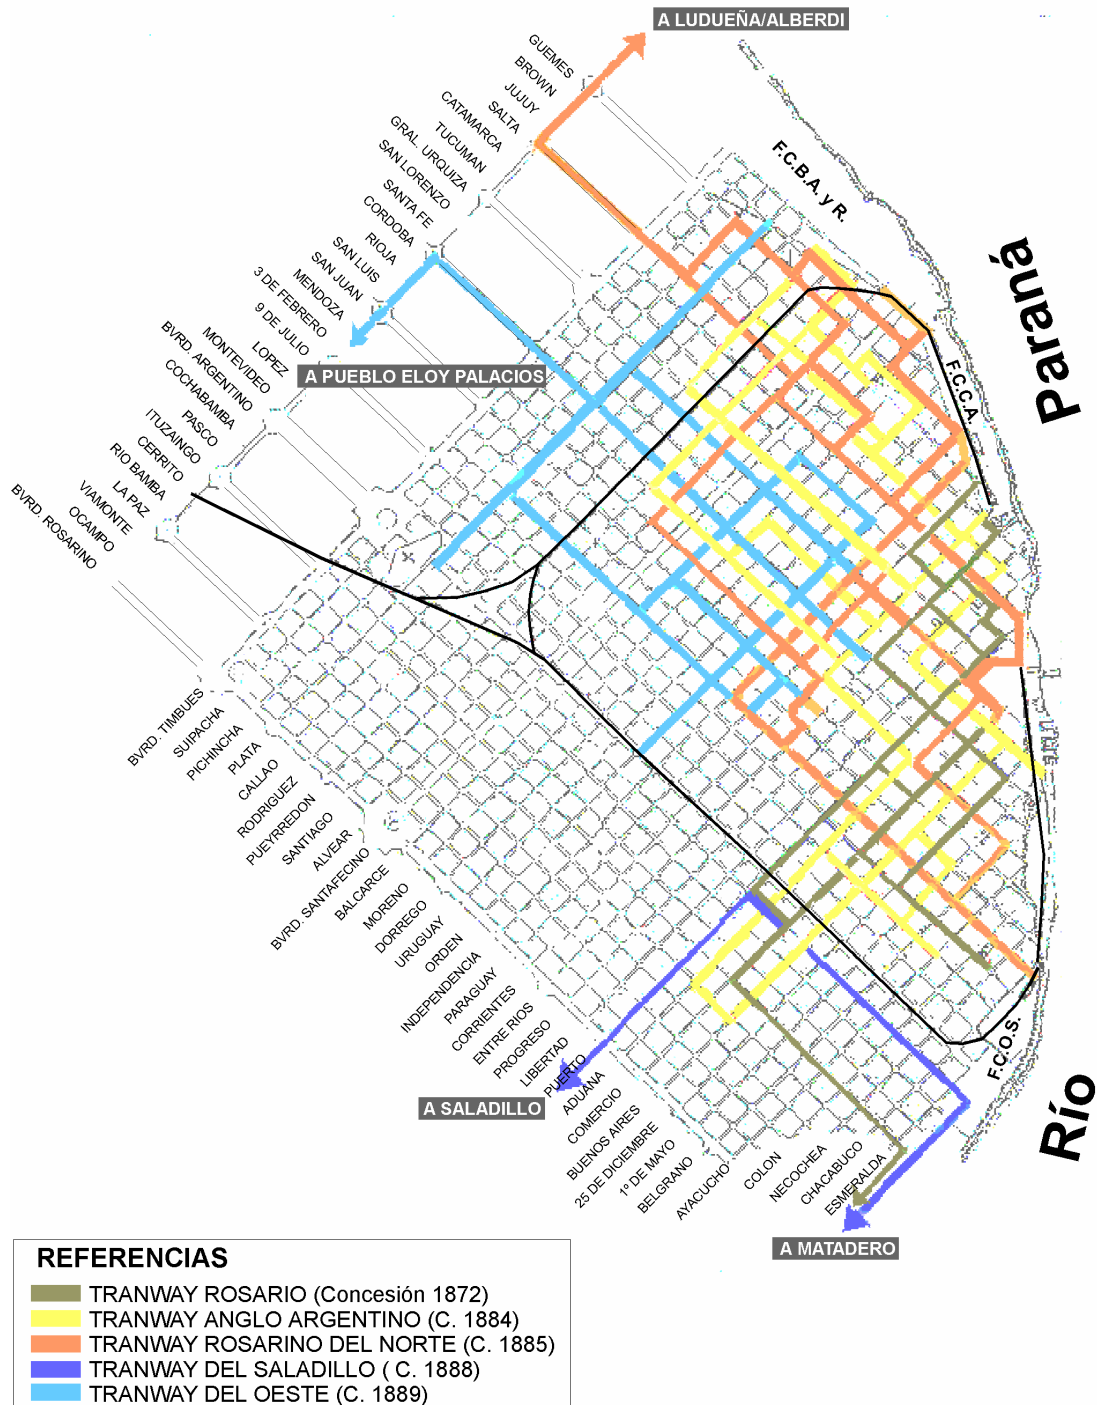 A LUDUEÑA/ALBERDI
GUEMES
BROWN
JUJUY
SALTA
CATAMARCA
TUCUMAN
GRAL. URQUIZA
SAN LORENZO
SANTA FE
CORDOBA
RIOJA
SAN LUIS
SAN JUAN
MENDOZA
3 DE FEBRERO
9 DE JULIO
LOPEZ
MONTEVIDEO
BVRD. ARGENTINO
COCHABAMBA
PASCO
ITUZAINGO
CERRITO
RIO BAMBA
LA PAZ
VIAMONTE
OCAMPO
BVRD. ROSARINO
F.C.B.A. y R.
Paraná
F.C.C.A.
A PUEBLO ELOY PALACIOS
BVRD. TIMBUES
SUIPACHA
PICHINCHA
PLATA
CALLAO
RODRIGUEZ
PUEYRREDON
SANTIAGO
ALVEAR
BVRD. SANTAFECINO
BALCARCE
MORENO
DORREGO
URUGUAY
ORDEN
INDEPENDENCIA
PARAGUAY
CORRIENTES
ENTRE RIOS
PROGRESO
LIBERTAD
PUERTO
ADUANA
COMERCIO
BUENOS AIRES
25 DE DICIEMBRE
1º DE MAYO
BELGRANO
AYACUCHO
COLON
NECOCHEA
CHACABUCO
ESMERALDA
F.C.O.S.
Río
A SALADILLO
A MATADERO
REFERENCIAS
TRANWAY ROSARIO (Concesión 1872)
TRANWAY ANGLO ARGENTINO (C. 1884)
TRANWAY ROSARINO DEL NORTE (C. 1885)
TRANWAY DEL SALADILLO ( C. 1888)
TRANWAY DEL OESTE (C. 1889)